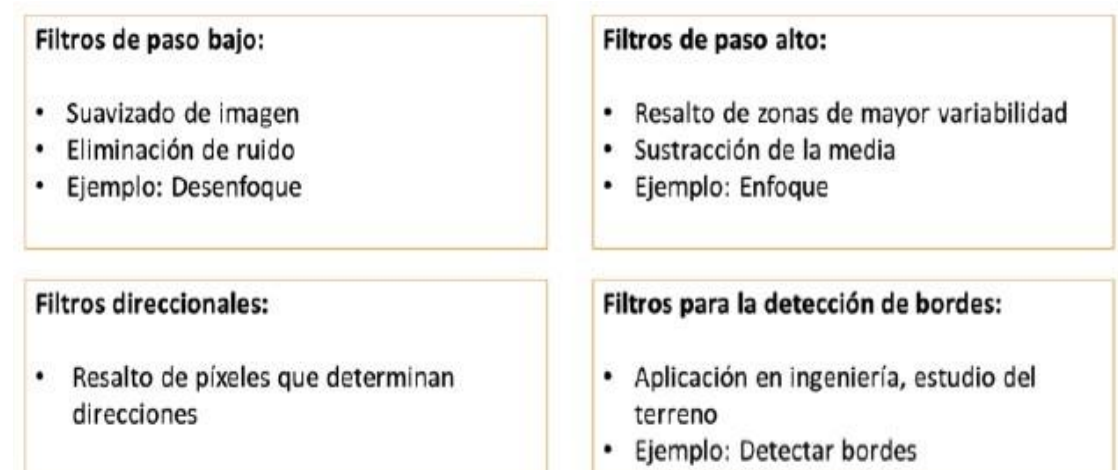 Filtros de paso bajo:
• Suavizado de imagen
• Eliminación de ruido
• Ejemplo: Desenfoque
Filtros de paso alto:
• Resalto de zonas de mayor variabilidad
• Sustracción de la media
• Ejemplo: Enfoque
Filtros direccionales:
• Resalto de píxeles que determinan
direcciones
Filtros para la detección de bordes:
• Aplicación en ingeniería, estudio del
terreno
• Ejemplo: Detectar bordes